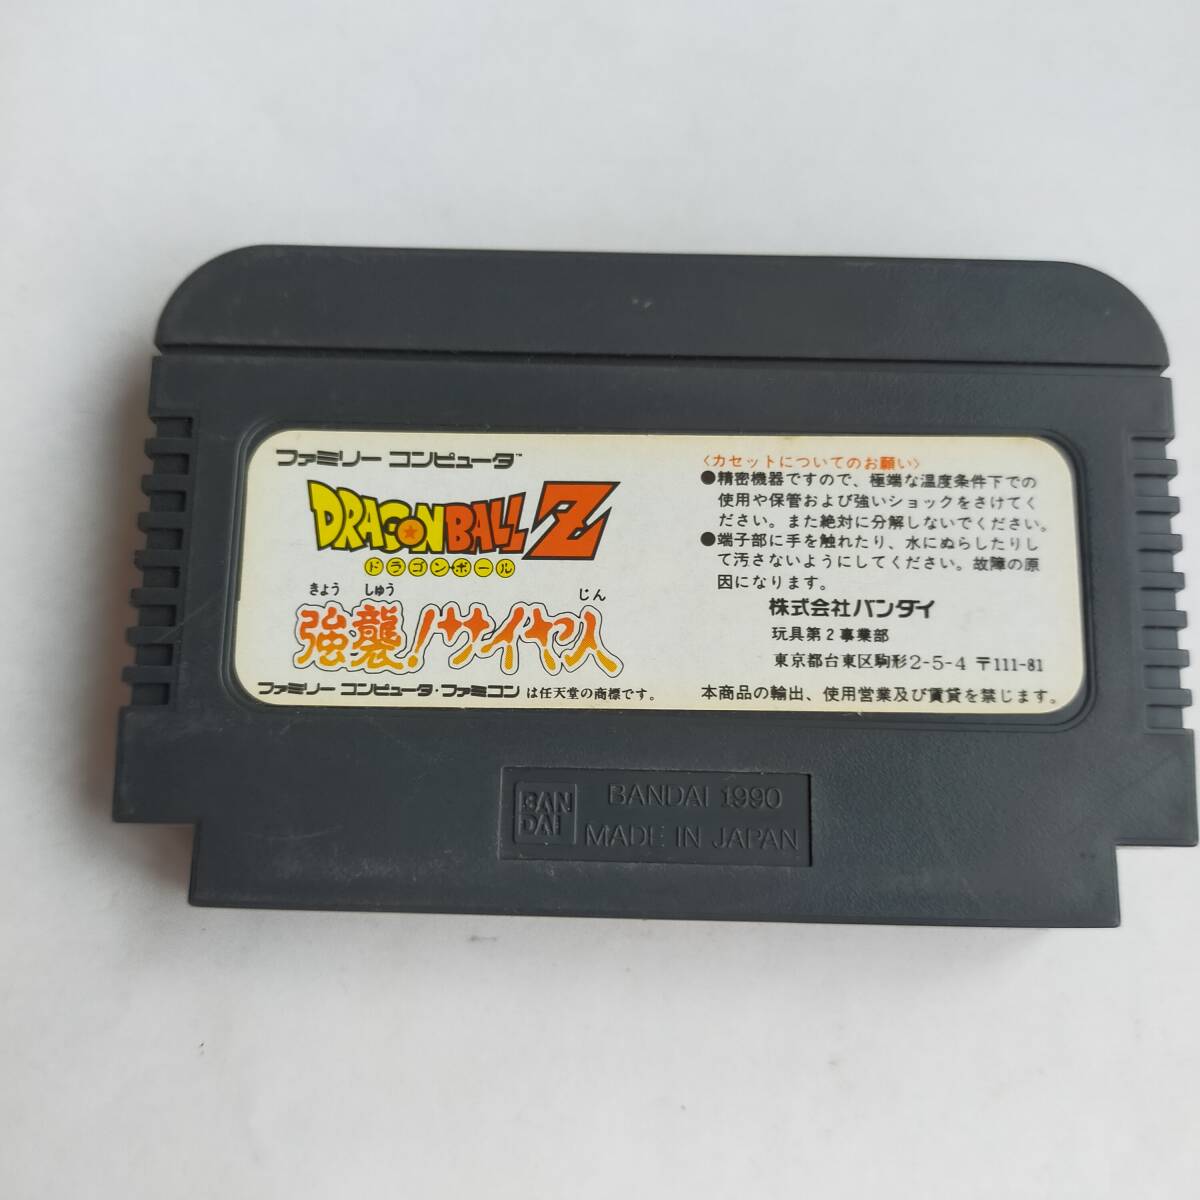 ファミリー コンピュータ™
DRAGON BALL Z
ドラゴンボール
きょう しゅう じん
強襲!サイヤ人
ファミリー コンピュータ・ファミコン は任天堂の商標です。
〈カセットについてのお願い〉
●精密機器ですので、極端な温度条件下での
使用や保管および強いショックをさけてく
ださい。また絶対に分解しないでください。
●端子部に手を触れたり、水にぬらしたりし
て汚さないようにしてください。故障の原
因になります。
株式会社バンダイ
玩具第2事業部
東京都台東区駒形2-5-4 〒111-81
本商品の輸出、使用営業及び賃貸を禁じます。
BAN
DAI
BANDAI 1990
MADE IN JAPAN